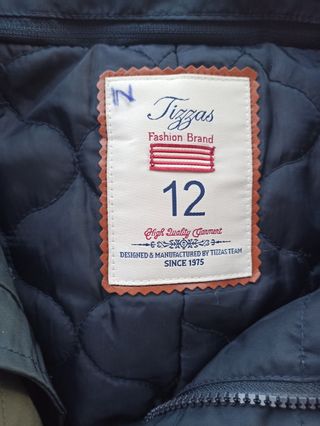 N
Tizzas
Fashion Brand
12
High Quality Garment
DESIGNED & MANUFACTURED BY TIZZAS TEAM
SINCE 1975